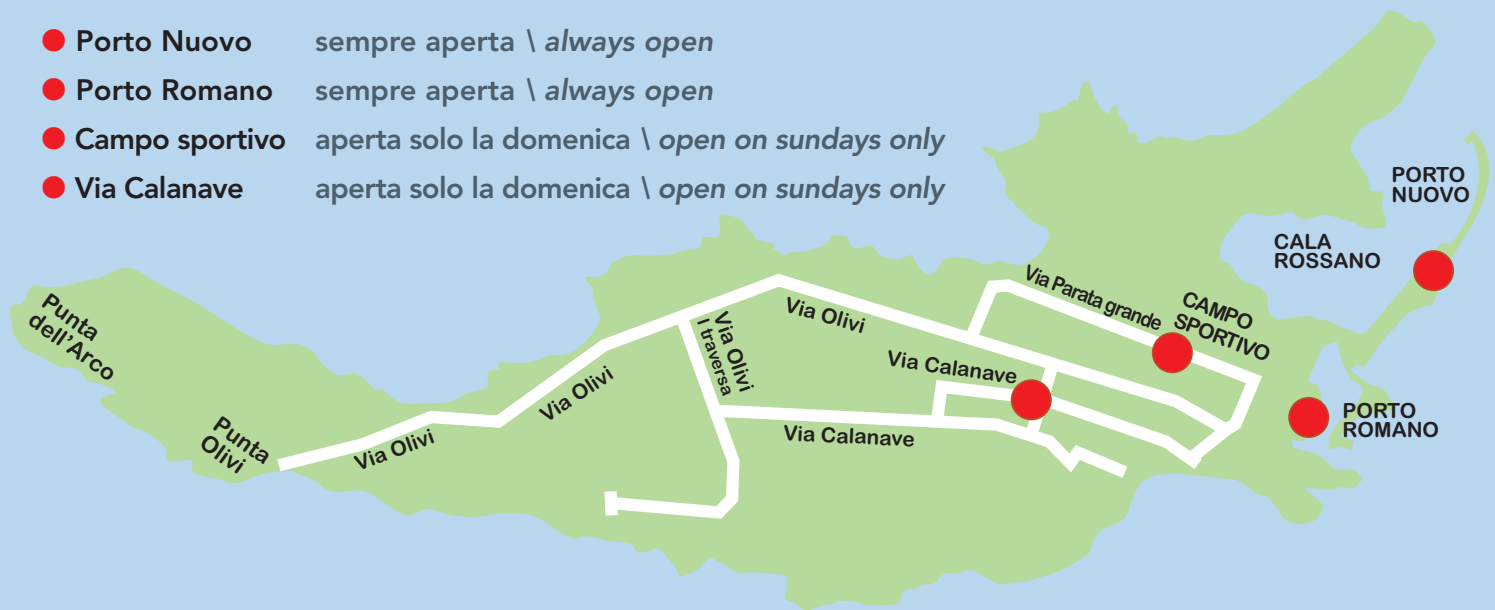 Porto Nuovo sempre aperta \ always open
Porto Romano sempre aperta \ always open
Campo sportivo aperta solo la domenica \ open on sundays only
Via Calanave aperta solo la domenica \ open on sundays only
PORTO
NUOVO
CALA
ROSSANO
Via Parata grande
CAMPO
SPORTIVO
Punta
dell'Arco
Via Olivi
Via Olivi
I traversa
Via Calanave
Via Olivi
PORTO
ROMANO
Punta
Olivi
Via Olivi
Via Calanave